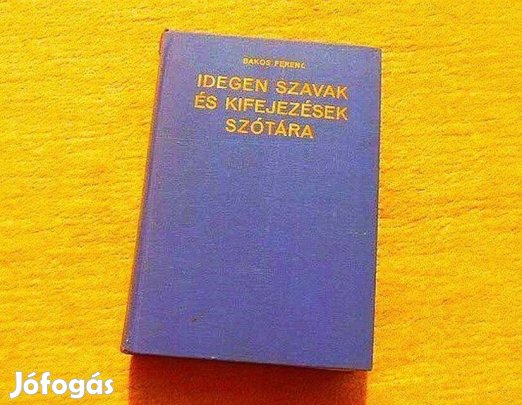 BAKOS FERENC
IDEGEN SZAVAK
ÉS KIFEJEZÉSEK
SZÓTÁRA
Jófogás